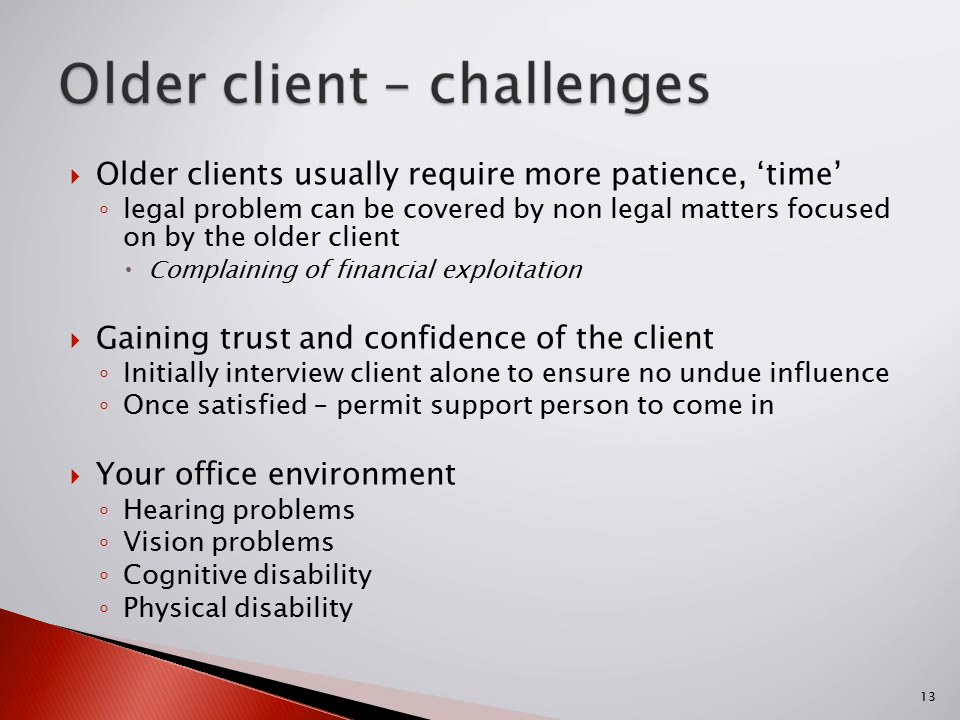 Older client – challenges
Older clients usually require more patience, ‘time’
legal problem can be covered by non legal matters focused
on by the older client
Complaining of financial exploitation
Gaining trust and confidence of the client
Initially interview client alone to ensure no undue influence
Once satisfied – permit support person to come in
Your office environment
Hearing problems
Vision problems
Cognitive disability
Physical disability
13